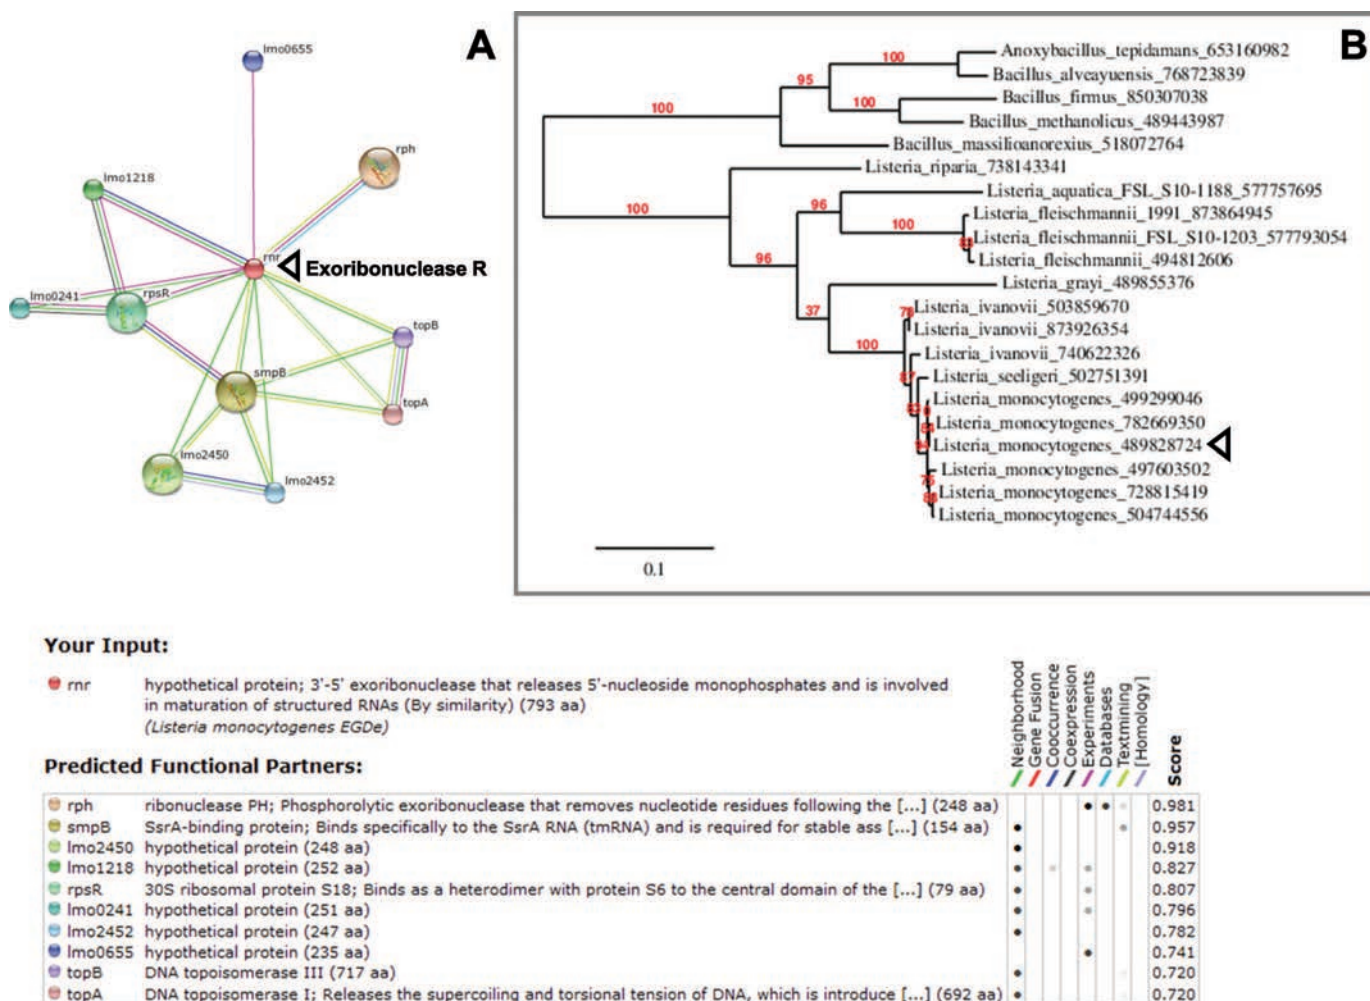 A
lmo0655
rph
lmo1218
rnr
Exoribonuclease R
lmo0241
rpsR
topB
smpB
topA
lmo2450
lmo2452
B
Anoxybacillus_tepidamans_653160982
100
Bacillus_alveayuensis_768723839
95
Bacillus_firmus_850307038
100
100
Bacillus_methanolicus_489443987
Bacillus_massilioanorexius_518072764
Listeria_riparia_738143341
Listeria_aquatica_FSL_S10-1188_577757695
96
100
Listeria_fleischmannii_1991_873864945
100
Listeria_fleischmannii_FSL_S10-1203_577793054
96
Listeria_fleischmannii_494812606
Listeria_grayi_489855376
37
Listeria_ivanovii_503859670
Listeria_ivanovii_873926354
100
Listeria_ivanovii_740622326
Listeria_seeligeri_502751391
Listeria_monocytogenes_499299046
Listeria_monocytogenes_782669350
Listeria_monocytogenes_489828724
Listeria_monocytogenes_497603502
Listeria_monocytogenes_728815419
Listeria_monocytogenes_504744556
0.1
Your Input:
rnr hypothetical protein; 3'-5' exoribonuclease that releases 5'-nucleoside monophosphates and is involved
in maturation of structured RNAs (By similarity) (793 aa)
(Listeria monocytogenes EGDe)
Neighborhood
Gene Fusion
Cooccurrence
Coexpression
Experiments
Databases
Textmining
[Homology]
Score
Predicted Functional Partners:
rph ribonuclease PH; Phosphorolytic exoribonuclease that removes nucleotide residues following the [...] (248 aa) 0.981
smpB SsrA-binding protein; Binds specifically to the SsrA RNA (tmRNA) and is required for stable ass [...] (154 aa) 0.957
lmo2450 hypothetical protein (248 aa) 0.918
lmo1218 hypothetical protein (252 aa) 0.827
rpsR 30S ribosomal protein S18; Binds as a heterodimer with protein S6 to the central domain of the [...] (79 aa) 0.807
lmo0241 hypothetical protein (251 aa) 0.796
lmo2452 hypothetical protein (247 aa) 0.782
lmo0655 hypothetical protein (235 aa) 0.741
topB DNA topoisomerase III (717 aa) 0.720
topA DNA topoisomerase I; Releases the supercoiling and torsional tension of DNA, which is introduce [...] (692 aa) 0.720